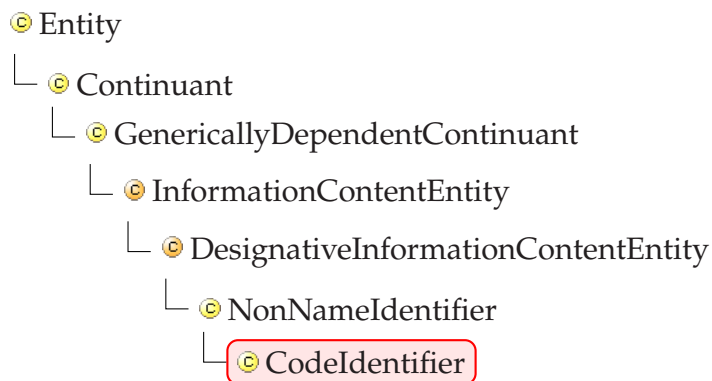 © Entity
© Continuant
© GenericallyDependentContinuant
© InformationContentEntity
© DesignativeInformationContentEntity
© NonNameIdentifier
© CodeIdentifier